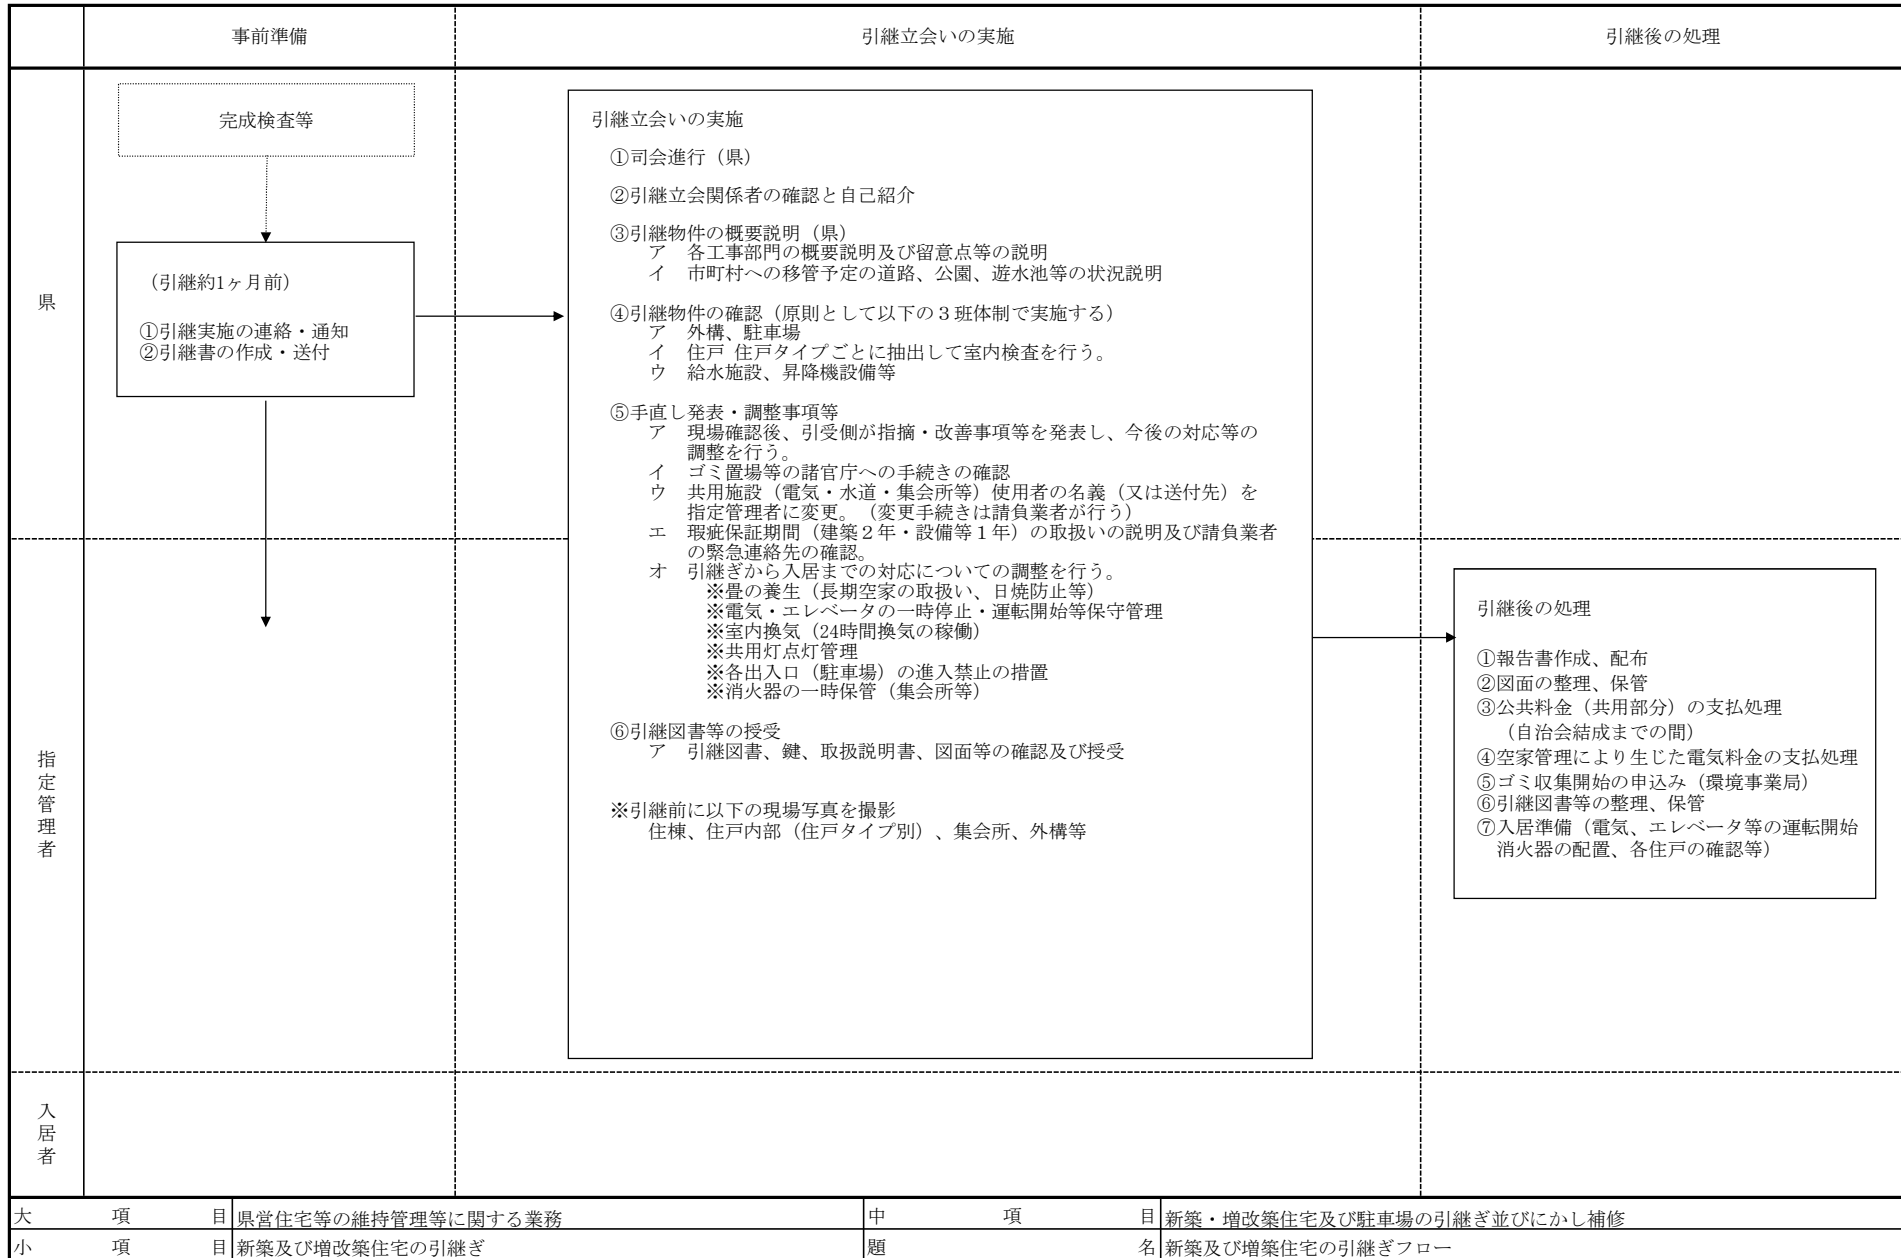 事前準備
引継立会いの実施
引継後の処理
県
完成検査等
（引継約1ヶ月前）
①引継実施の連絡・通知
②引継書の作成・送付
引継立会いの実施
①司会進行（県）
②引継立会関係者の確認と自己紹介
③引継物件の概要説明（県）
ア　各工事部門の概要説明及び留意点等の説明
イ　市町村への移管予定の道路、公園、遊水池等の状況説明
④引継物件の確認（原則として以下の３班体制で実施する）
ア　外構、駐車場
イ　住戸 住戸タイプごとに抽出して室内検査を行う。
ウ　給水施設、昇降機設備等
⑤手直し発表・調整事項等
ア　現場確認後、引受側が指摘・改善事項等を発表し、今後の対応等の
調整を行う。
イ　ゴミ置場等の諸官庁への手続きの確認
ウ　共用施設（電気・水道・集会所等）使用者の名義（又は送付先）を
指定管理者に変更。（変更手続きは請負業者が行う）
エ　瑕疵保証期間（建築２年・設備等１年）の取扱いの説明及び請負業者
の緊急連絡先の確認。
オ　引継ぎから入居までの対応についての調整を行う。
※畳の養生（長期空家の取扱い、日焼防止等）
※電気・エレベータの一時停止・運転開始等保守管理
※室内換気（24時間換気の稼働）
※共用灯点灯管理
※各出入口（駐車場）の進入禁止の措置
※消火器の一時保管（集会所等）
⑥引継図書等の授受
ア　引継図書、鍵、取扱説明書、図面等の確認及び授受
※引継前に以下の現場写真を撮影
住棟、住戸内部（住戸タイプ別）、集会所、外構等
指定管理者
引継後の処理
①報告書作成、配布
②図面の整理、保管
③公共料金（共用部分）の支払処理
（自治会結成までの間）
④空家管理により生じた電気料金の支払処理
⑤ゴミ収集開始の申込み（環境事業局）
⑥引継図書等の整理、保管
⑦入居準備（電気、エレベータ等の運転開始
消火器の配置、各住戸の確認等）
入居者
大　項　目 県営住宅等の維持管理等に関する業務 中　項　目 新築・増改築住宅及び駐車場の引継ぎ並びにかし補修
小　項　目 新築及び増改築住宅の引継ぎ 題　名 新築及び増築住宅の引継ぎフロー